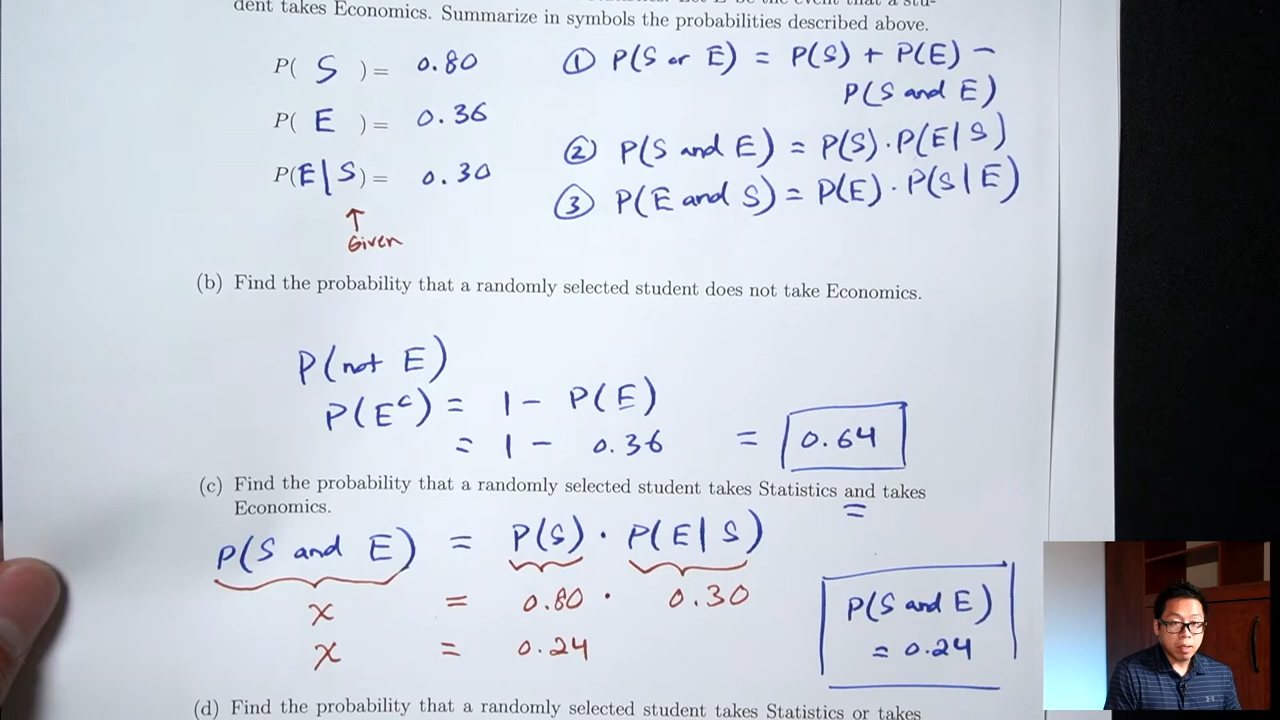 dent takes Economics. Summarize in symbols the probabilities described above.
P( S )= 0.80
P( E )= 0.36
P(E|S)= 0.30
↑
Given
① P(S or E) = P(S) + P(E) −
P(S and E)
② P(S and E) = P(S)·P(E|S)
③ P(E and S) = P(E)·P(S|E)
(b) Find the probability that a randomly selected student does not take Economics.
P(not E)
P(Eᶜ) = 1 - P(E)
= 1 - 0.36 = 0.64
(c) Find the probability that a randomly selected student takes Statistics and takes
Economics.
P(S and E) = P(S) · P(E|S)
x = 0.80 · 0.30
x = 0.24
P(S and E)
= 0.24
(d) Find the probability that a randomly selected student takes Statistics or takes